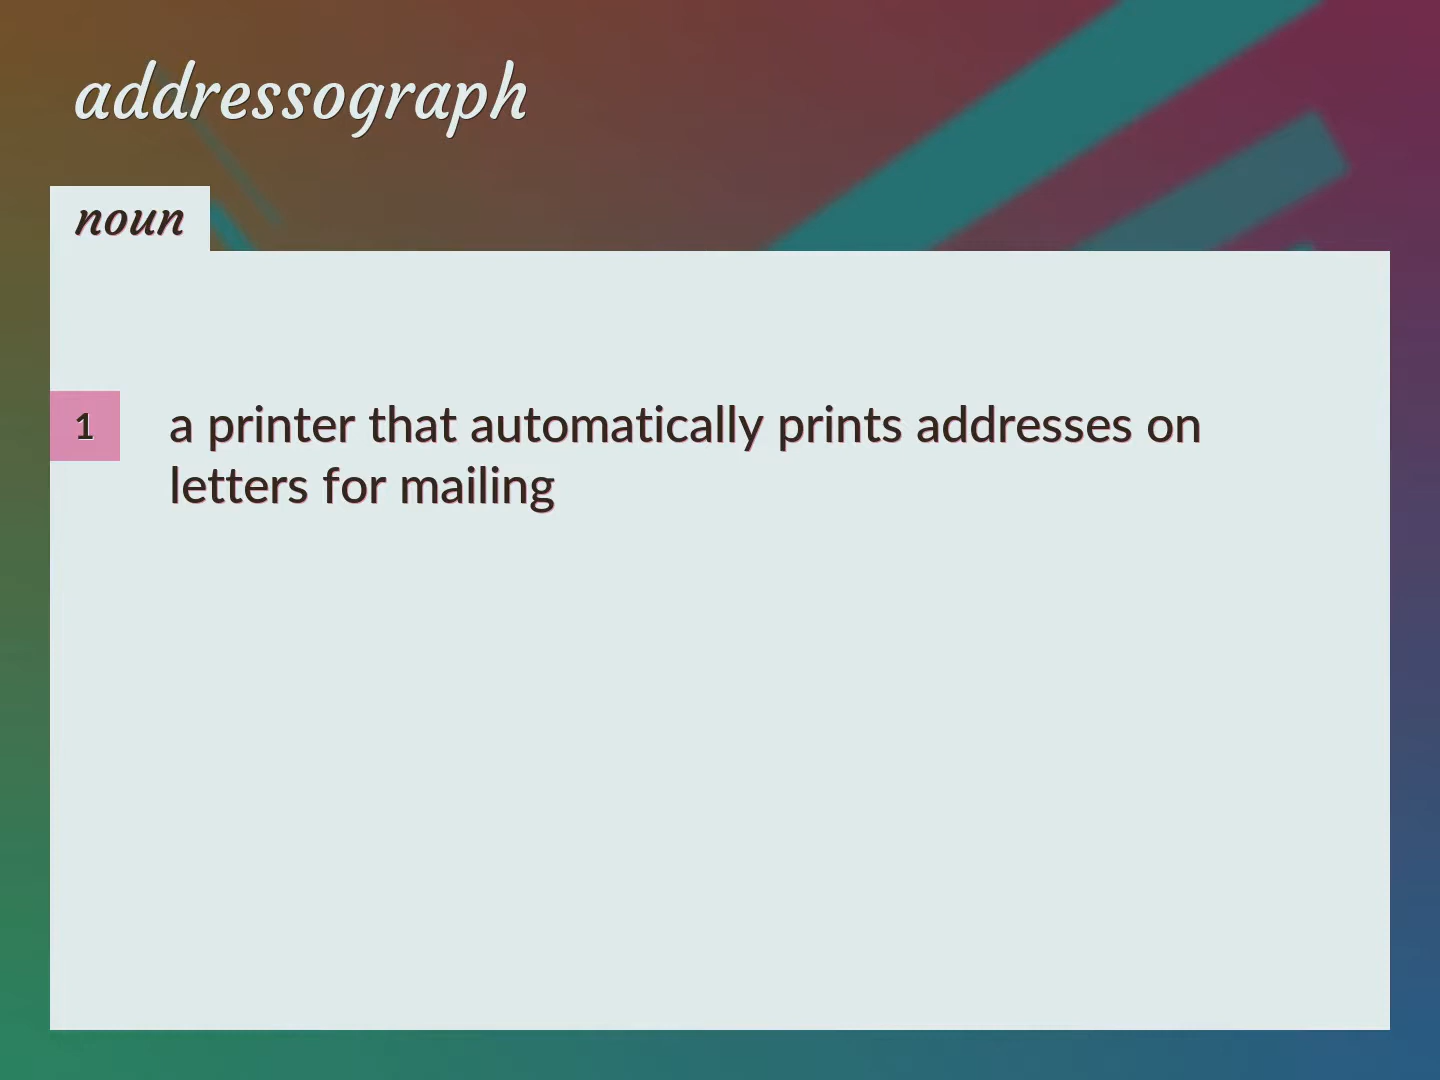 addressograph
noun
1
a printer that automatically prints addresses on
letters for mailing